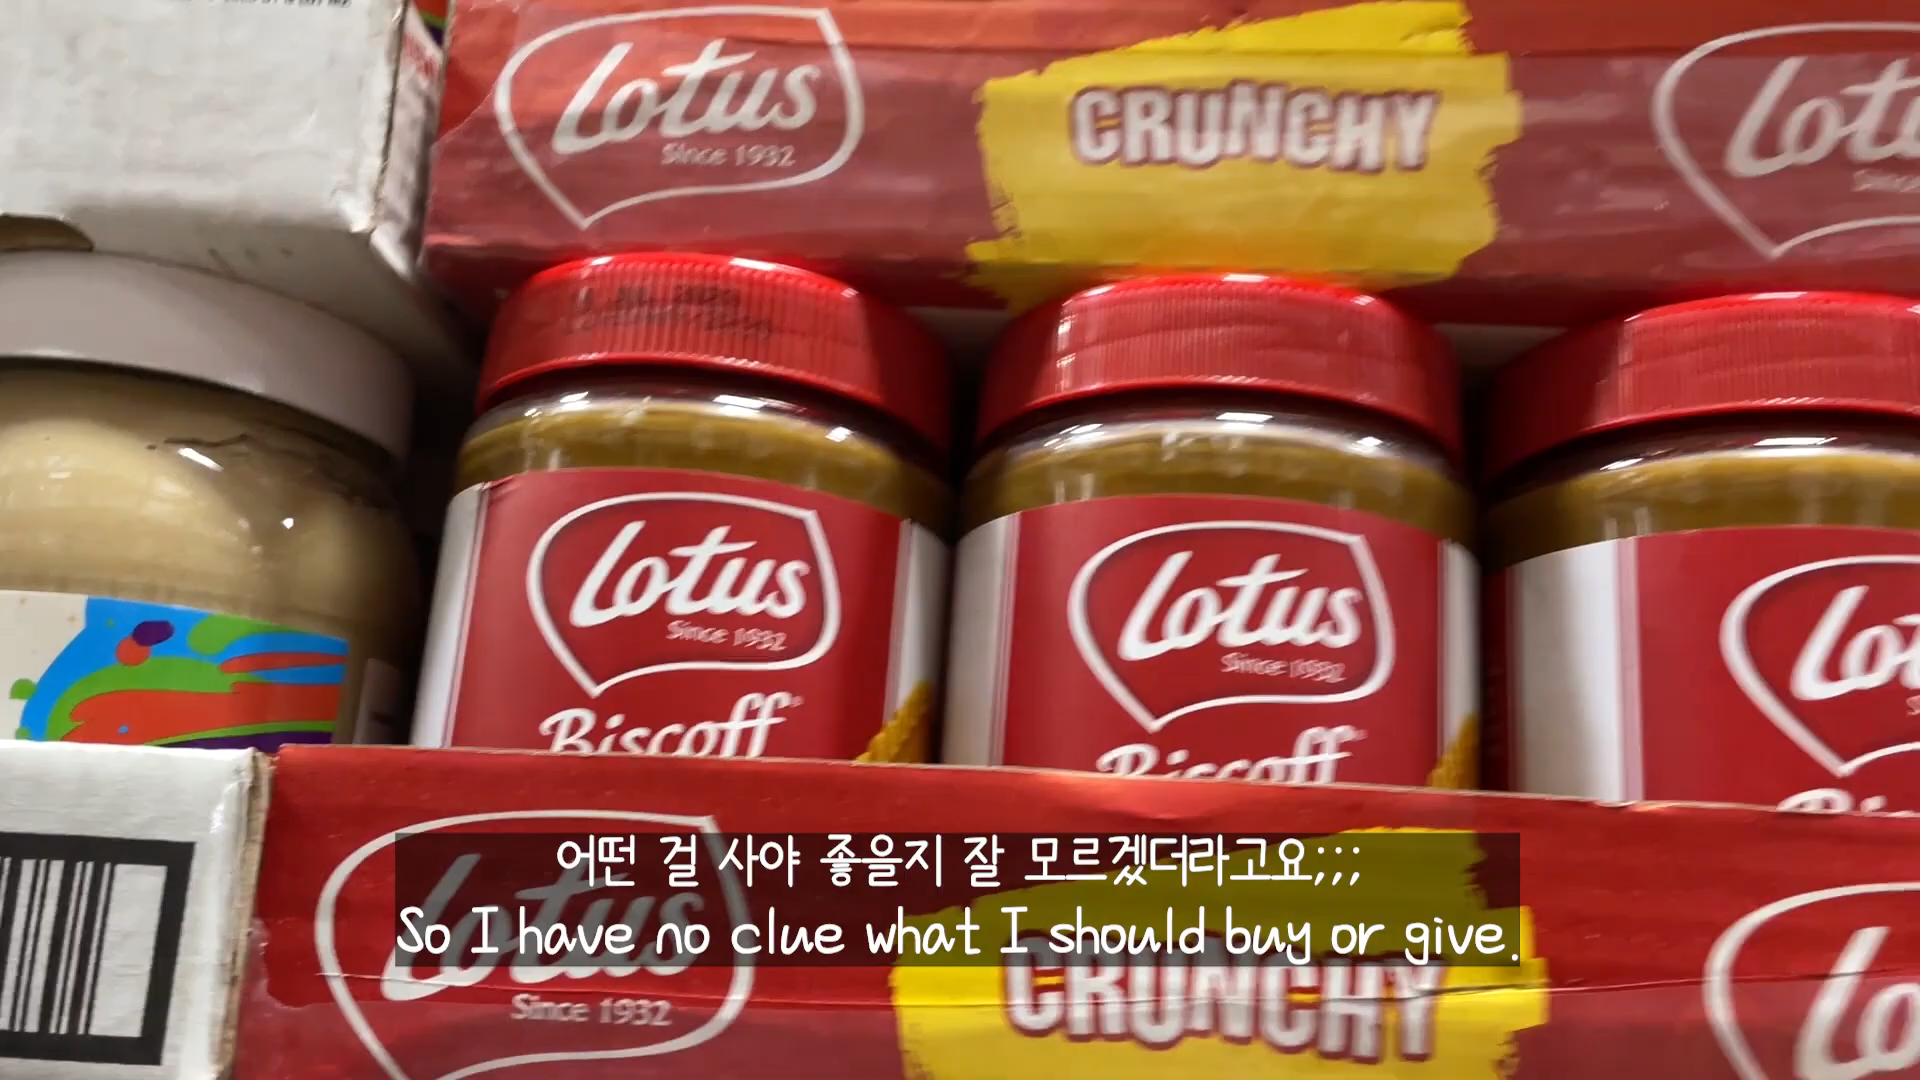 Lotus
Since 1932
CRUNCHY
Lotus
Lotus
Since 1932
Biscoff
Lotus
Since 1932
Biscoff
어떤 걸 사야 좋을지 잘 모르겠더라고요;;;
So I have no clue what I should buy or give.
Lotus
Since 1932
CRUNCHY